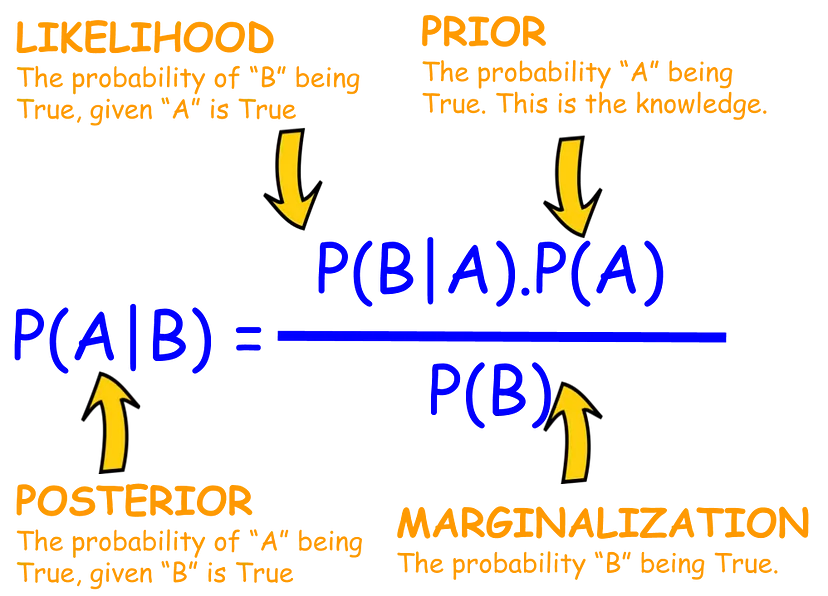 LIKELIHOOD
The probability of “B” being
True, given “A” is True
PRIOR
The probability “A” being
True. This is the knowledge.
P(B|A).P(A)
P(A|B) =
P(B)
POSTERIOR
The probability of “A” being
True, given “B” is True
MARGINALIZATION
The probability “B” being True.